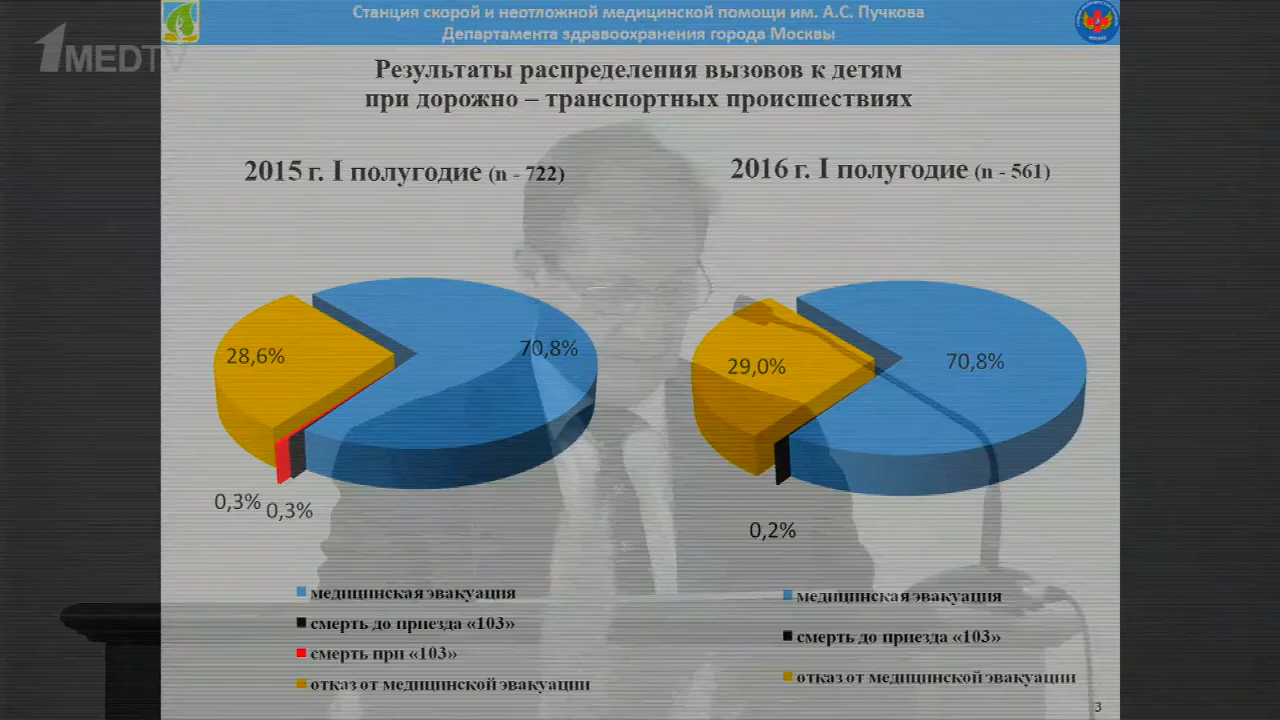 Станция скорой и неотложной медицинской помощи им. А.С. Пучкова
Департамента здравоохранения города Москвы
1MEDTV
Результаты распределения вызовов к детям
при дорожно – транспортных происшествиях
2015 г. I полугодие (n - 722)
2016 г. I полугодие (n - 561)
28,6%
70,8%
0,3%
0,3%
29,0%
70,8%
0,2%
медицинская эвакуация
смерть до приезда «103»
смерть при «103»
отказ от медицинской эвакуации
медицинская эвакуация
смерть до приезда «103»
отказ от медицинской эвакуации
3